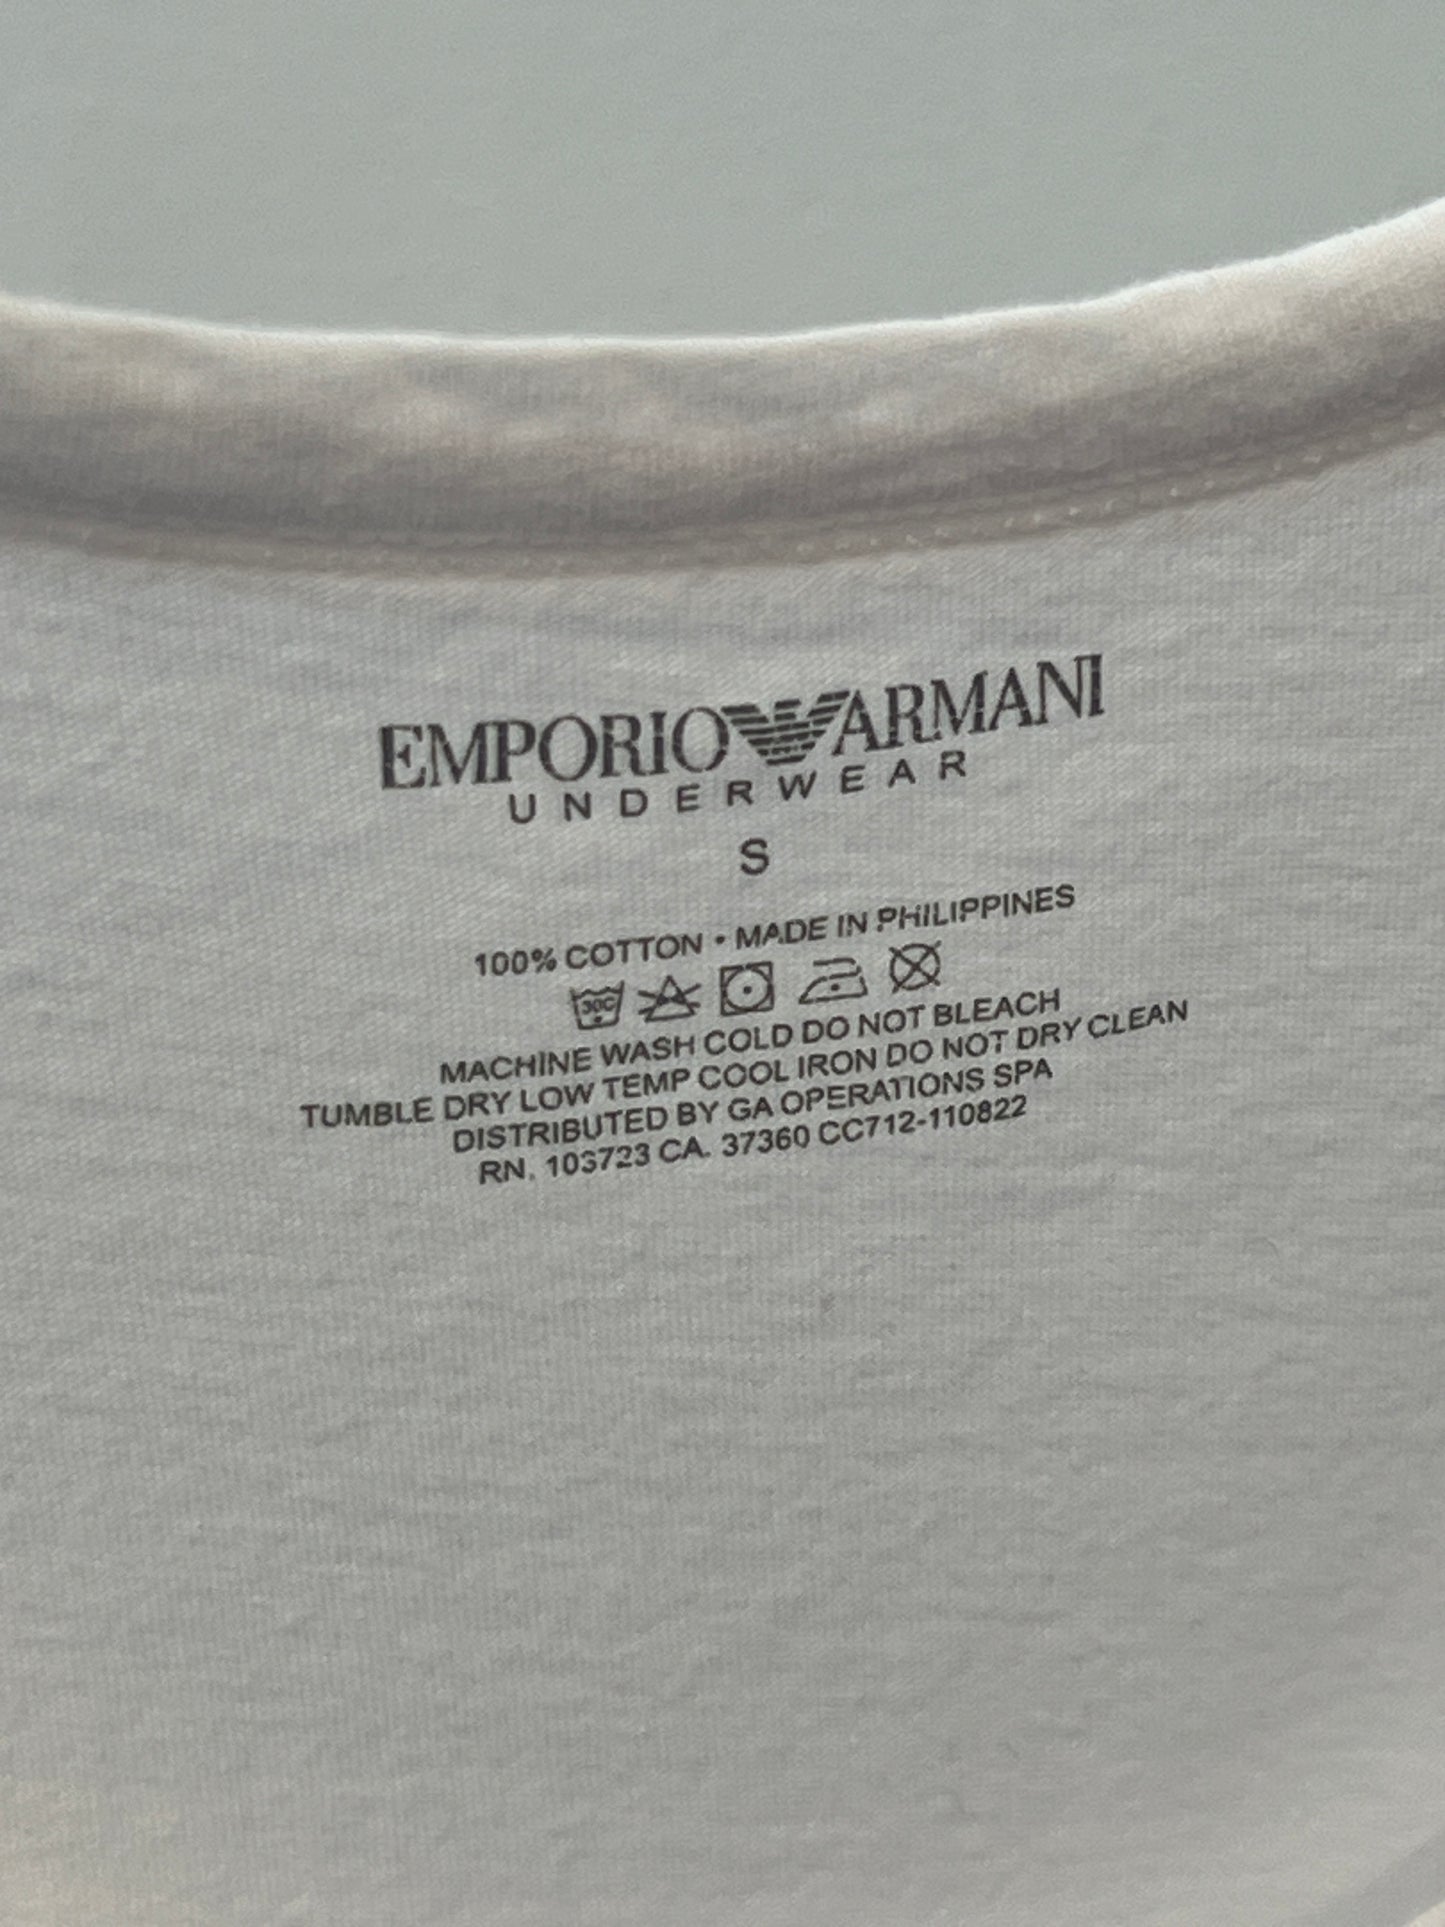 EMPORIO ARMANI
UNDERWEAR
S
100% COTTON • MADE IN PHILIPPINES
30C
MACHINE WASH COLD DO NOT BLEACH
TUMBLE DRY LOW TEMP COOL IRON DO NOT DRY CLEAN
DISTRIBUTED BY GA OPERATIONS SPA
RN. 103723 CA. 37360 CC712-110822